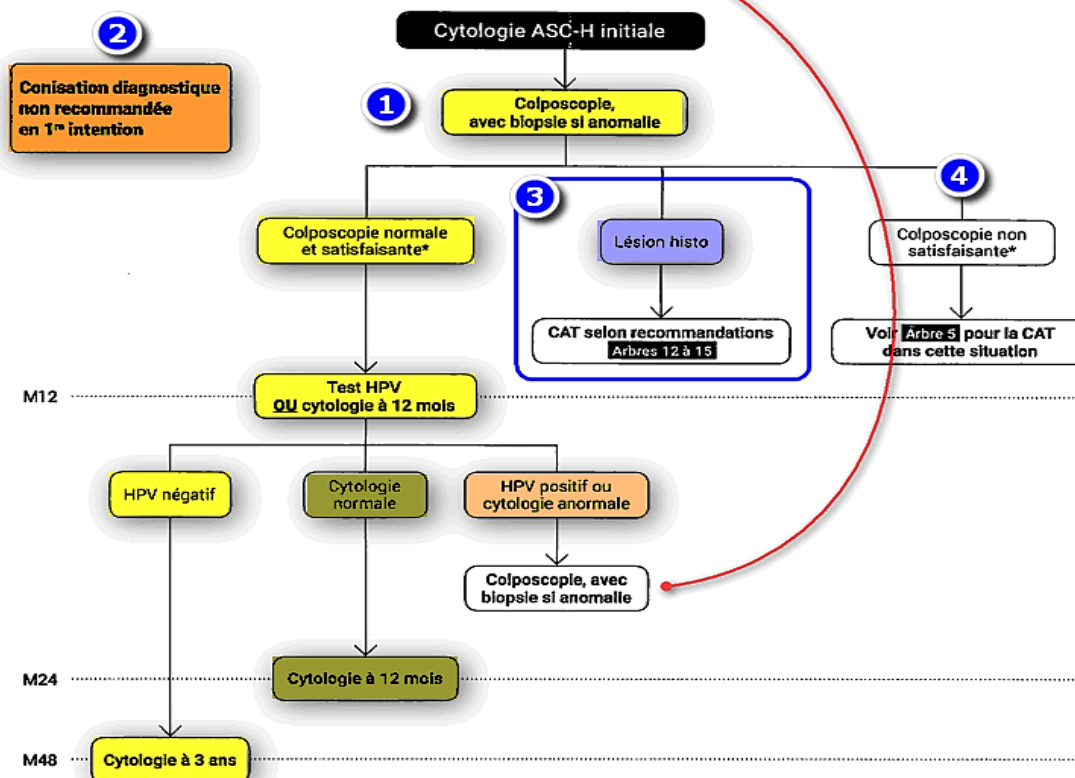 Cytologie ASC-H initiale
2
Conisation diagnostique
non recommandée
en 1re intention
1
Colposcopie,
avec biopsie si anomalie
3
4
Colposcopie normale
et satisfaisante*
Lésion histo
Colposcopie non
satisfaisante*
CAT selon recommandations
Arbres 12 à 15
Voir Arbre 5 pour la CAT
dans cette situation
M12
Test HPV
OU cytologie à 12 mois
HPV négatif
Cytologie
normale
HPV positif ou
cytologie anormale
Colposcopie, avec
biopsie si anomalie
M24
Cytologie à 12 mois
M48
Cytologie à 3 ans